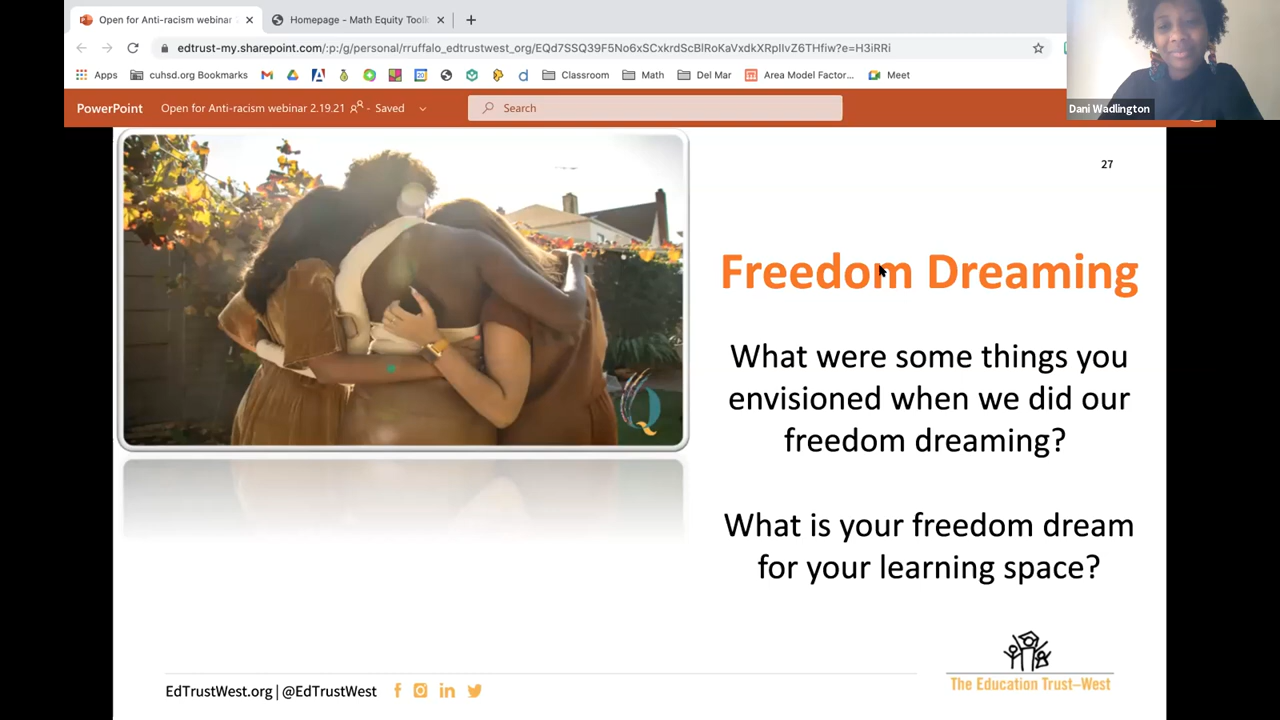 Open for Anti-racism webinar
Homepage - Math Equity Toolk
edtrust-my.sharepoint.com/:p:/g/personal/rruffalo_edtrustwest_org/EQd7SSQ39F5No6xSCxkrdScBlRoKaVxdkXRpIlvZ6THfiw?e=H3iRRi
Apps cuhsd.org Bookmarks Classroom Math Del Mar Area Model Factor... Meet
Dani Wadlington
PowerPoint Open for Anti-racism webinar 2.19.21 - Saved Search
27
Freedom Dreaming
What were some things you
envisioned when we did our
freedom dreaming?
What is your freedom dream
for your learning space?
EdTrustWest.org | @EdTrustWest
The Education Trust–West